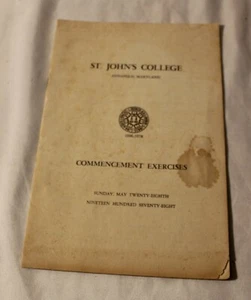 ST. JOHN'S COLLEGE
ANNAPOLIS, MARYLAND
COMMENCEMENT EXERCISES
SUNDAY MAY TWENTY-EIGHTH
NINETEEN HUNDRED SEVENTY-EIGHT